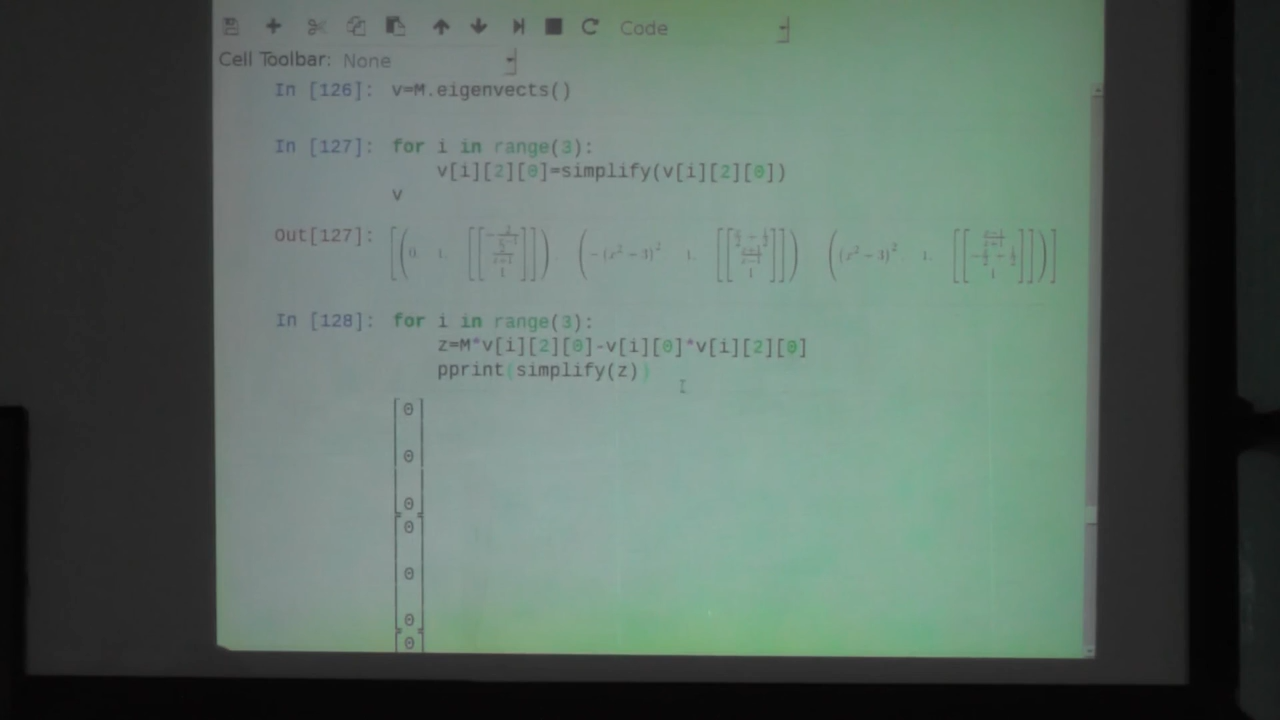 Code
Cell Toolbar: None
In [126]: v=M.eigenvects()
In [127]: for i in range(3):
v[i][2][0]=simplify(v[i][2][0])
v
Out[127]:
In [128]: for i in range(3):
z=M*v[i][2][0]-v[i][0]*v[i][2][0]
pprint(simplify(z))
0
0
0
0
0
0
0